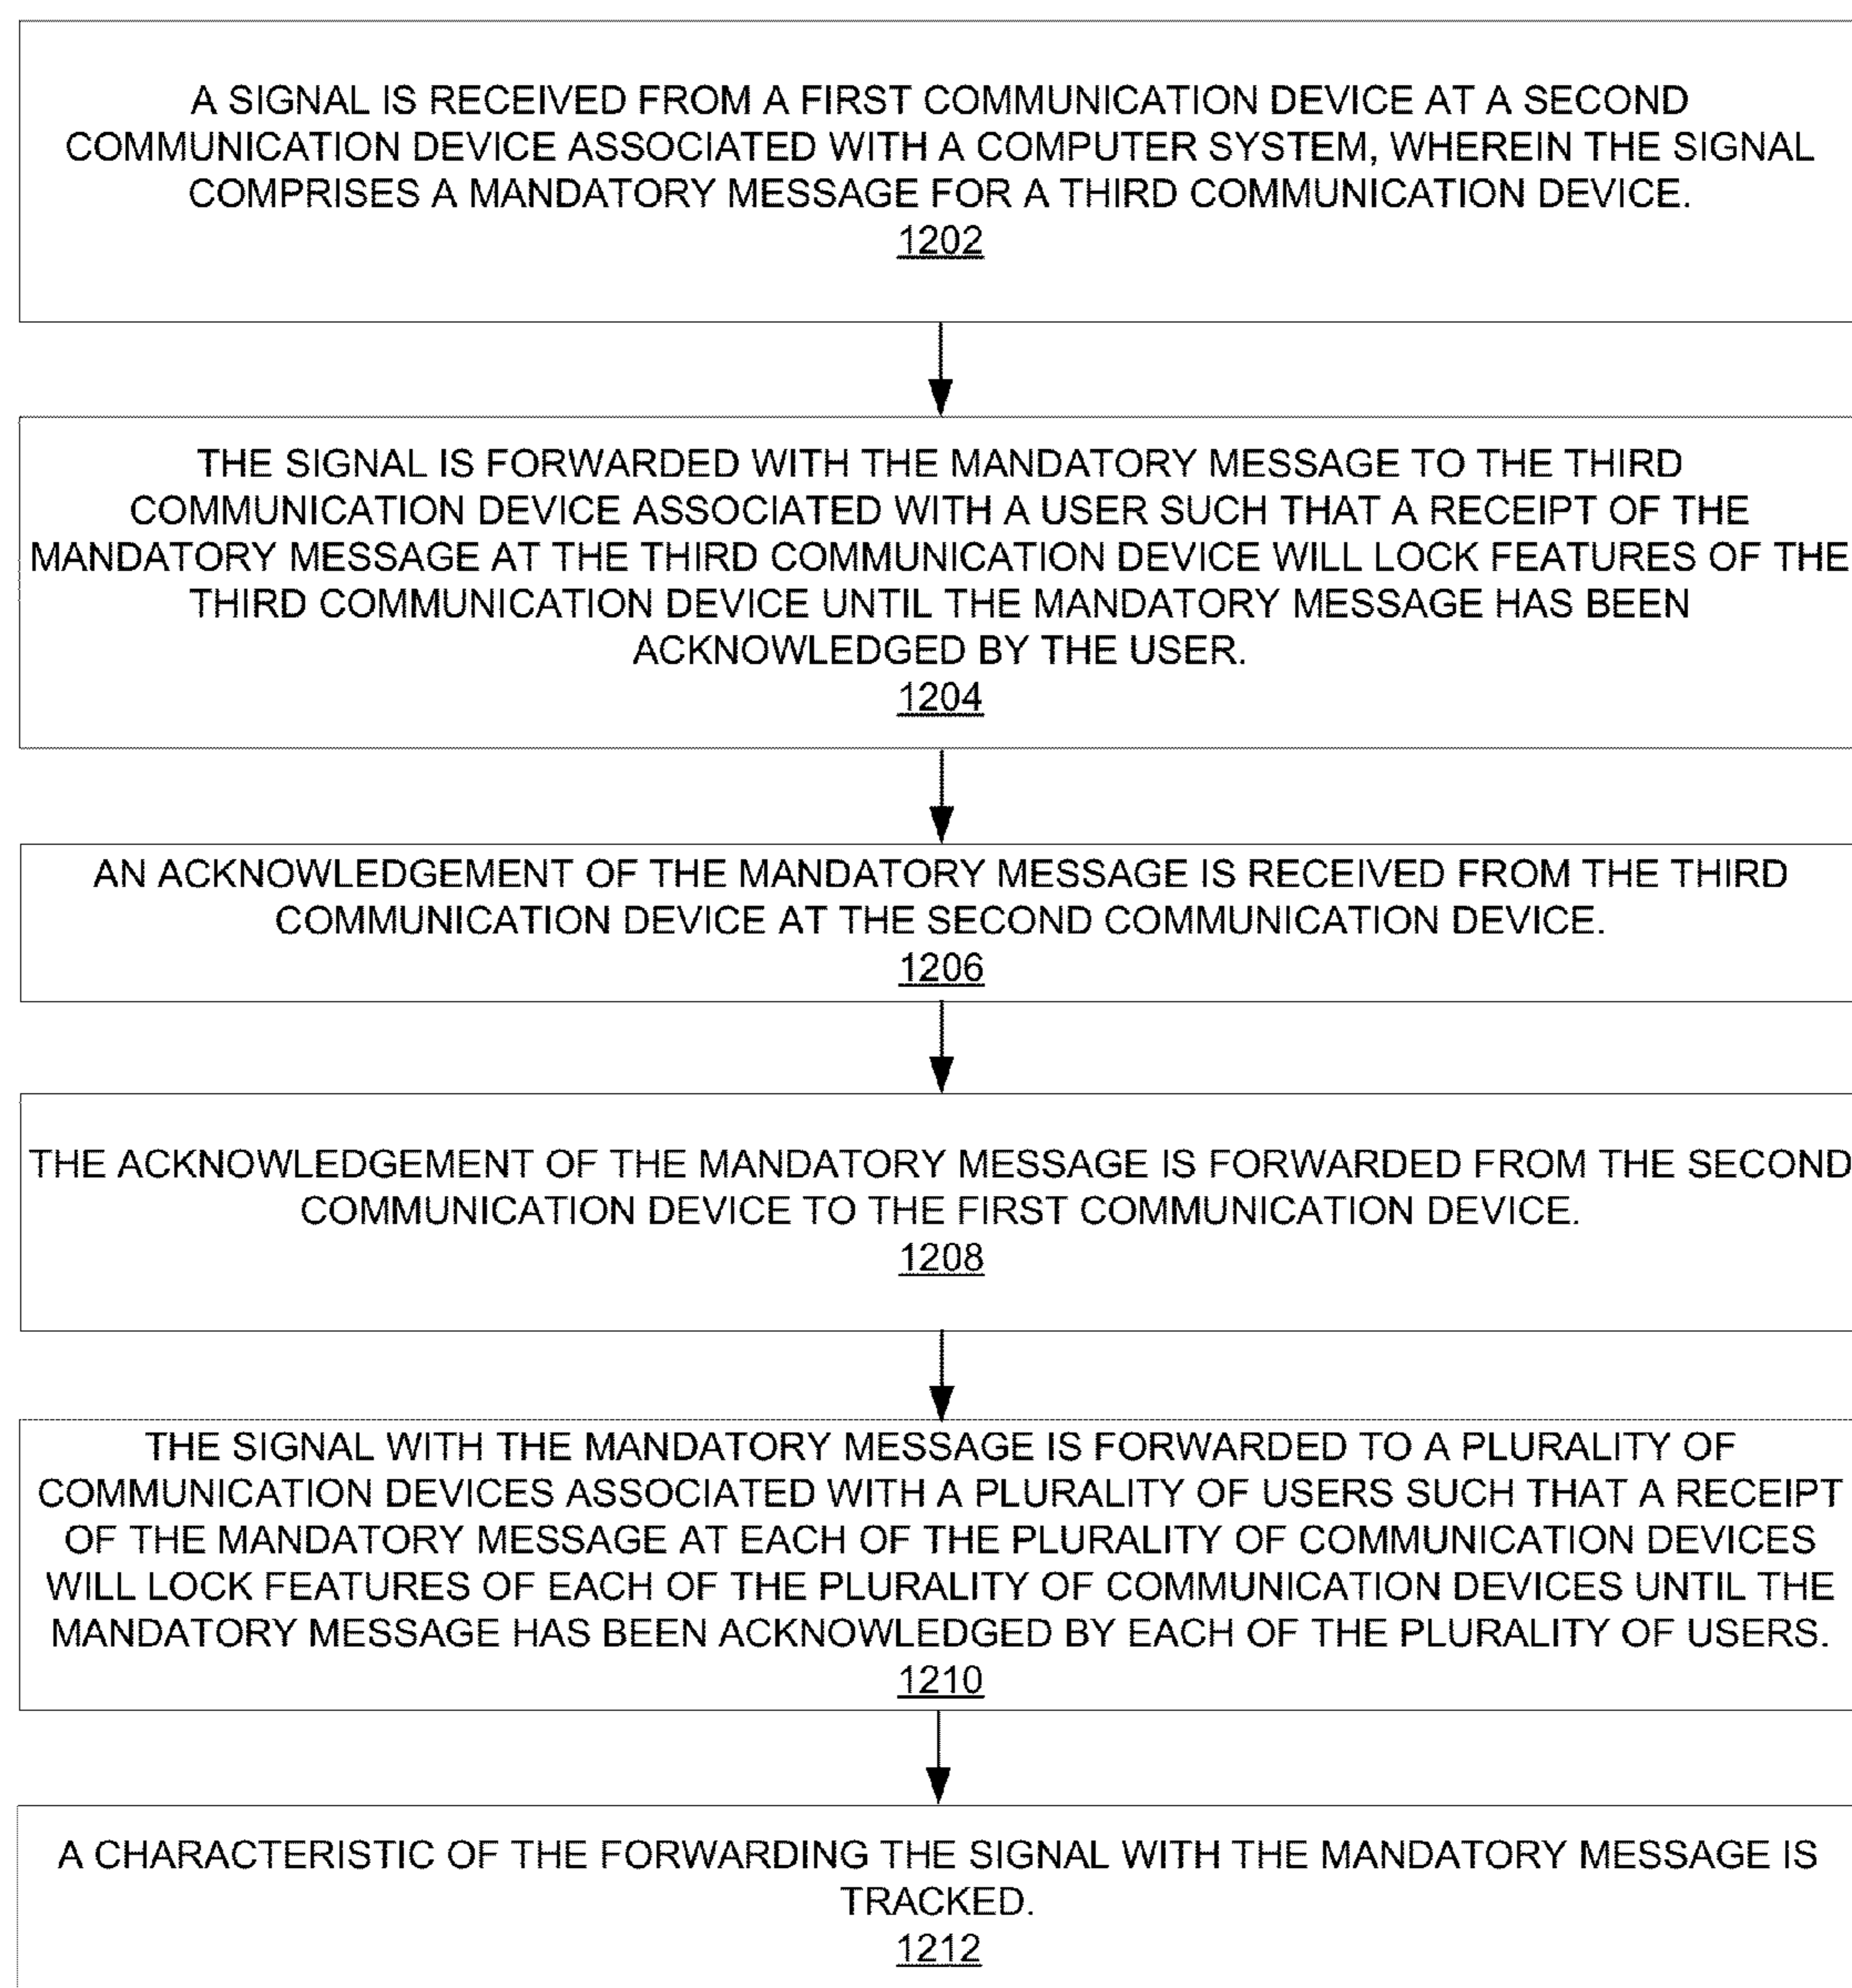 A SIGNAL IS RECEIVED FROM A FIRST COMMUNICATION DEVICE AT A SECOND
COMMUNICATION DEVICE ASSOCIATED WITH A COMPUTER SYSTEM, WHEREIN THE SIGNAL
COMPRISES A MANDATORY MESSAGE FOR A THIRD COMMUNICATION DEVICE.
1202
THE SIGNAL IS FORWARDED WITH THE MANDATORY MESSAGE TO THE THIRD
COMMUNICATION DEVICE ASSOCIATED WITH A USER SUCH THAT A RECEIPT OF THE
MANDATORY MESSAGE AT THE THIRD COMMUNICATION DEVICE WILL LOCK FEATURES OF THE
THIRD COMMUNICATION DEVICE UNTIL THE MANDATORY MESSAGE HAS BEEN
ACKNOWLEDGED BY THE USER.
1204
AN ACKNOWLEDGEMENT OF THE MANDATORY MESSAGE IS RECEIVED FROM THE THIRD
COMMUNICATION DEVICE AT THE SECOND COMMUNICATION DEVICE.
1206
THE ACKNOWLEDGEMENT OF THE MANDATORY MESSAGE IS FORWARDED FROM THE SECOND
COMMUNICATION DEVICE TO THE FIRST COMMUNICATION DEVICE.
1208
THE SIGNAL WITH THE MANDATORY MESSAGE IS FORWARDED TO A PLURALITY OF
COMMUNICATION DEVICES ASSOCIATED WITH A PLURALITY OF USERS SUCH THAT A RECEIPT
OF THE MANDATORY MESSAGE AT EACH OF THE PLURALITY OF COMMUNICATION DEVICES
WILL LOCK FEATURES OF EACH OF THE PLURALITY OF COMMUNICATION DEVICES UNTIL THE
MANDATORY MESSAGE HAS BEEN ACKNOWLEDGED BY EACH OF THE PLURALITY OF USERS.
1210
A CHARACTERISTIC OF THE FORWARDING THE SIGNAL WITH THE MANDATORY MESSAGE IS
TRACKED.
1212